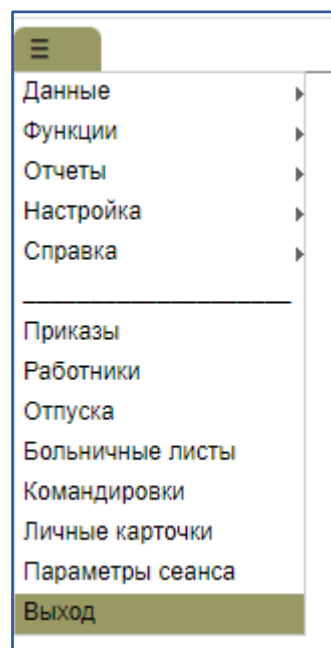 Данные
Функции
Отчеты
Настройка
Справка
Приказы
Работники
Отпуска
Больничные листы
Командировки
Личные карточки
Параметры сеанса
Выход